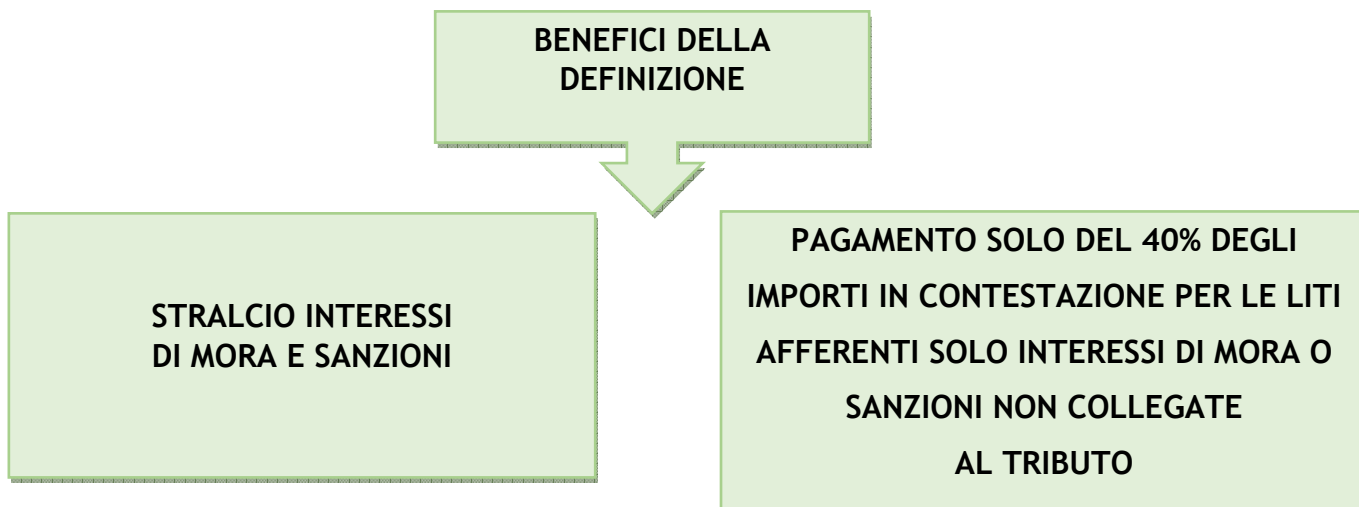 BENEFICI DELLA
DEFINIZIONE
STRALCIO INTERESSI
DI MORA E SANZIONI
PAGAMENTO SOLO DEL 40% DEGLI
IMPORTI IN CONTESTAZIONE PER LE LITI
AFFERENTI SOLO INTERESSI DI MORA O
SANZIONI NON COLLEGATE
AL TRIBUTO